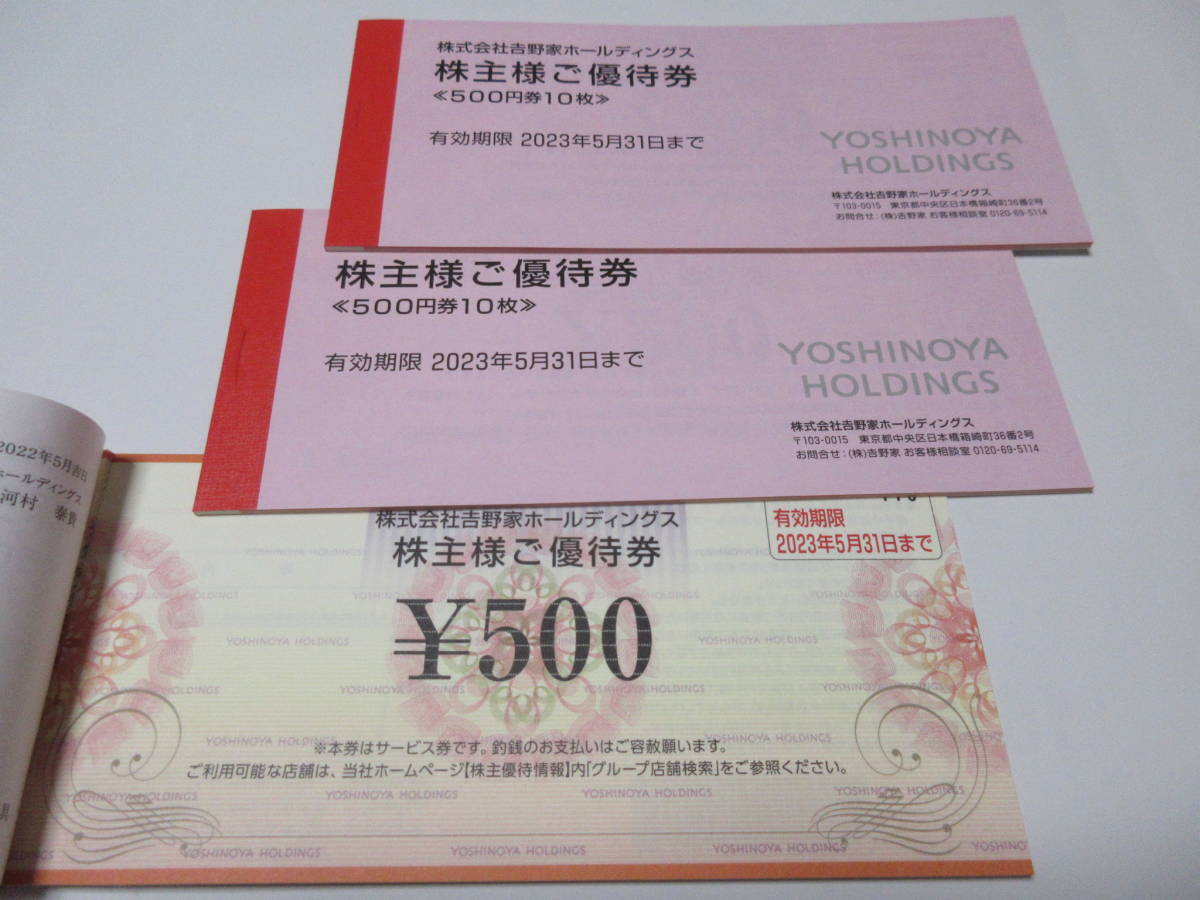 株式会社吉野家ホールディングス
株主様ご優待券
≪500円券10枚≫
有効期限 2023年5月31日まで
YOSHINOYA
HOLDINGS
株式会社吉野家ホールディングス
〒103-0015 東京都中央区日本橋箱崎町36番2号
お問合せ:(株)吉野家 お客様相談室 0120-69-5114
株主様ご優待券
≪500円券10枚≫
有効期限 2023年5月31日まで
YOSHINOYA
HOLDINGS
株式会社吉野家ホールディングス
〒103-0015 東京都中央区日本橋箱崎町36番2号
お問合せ:(株)吉野家 お客様相談室 0120-69-5114
2022年5月吉日
ールディングス
河村 泰貴
株式会社吉野家ホールディングス
株主様ご優待券
有効期限
2023年5月31日まで
¥500
YOSHINOYA HOLDINGS
※本券はサービス券です。釣銭のお支払いはご容赦願います。
ご利用可能な店舗は、当社ホームページ【株主優待情報】内「グループ店舗検索」をご参照ください。
YOSHINOYA HOLDINGS YOSHINOYA HOLDINGS YOSHINOYA HOLDINGS